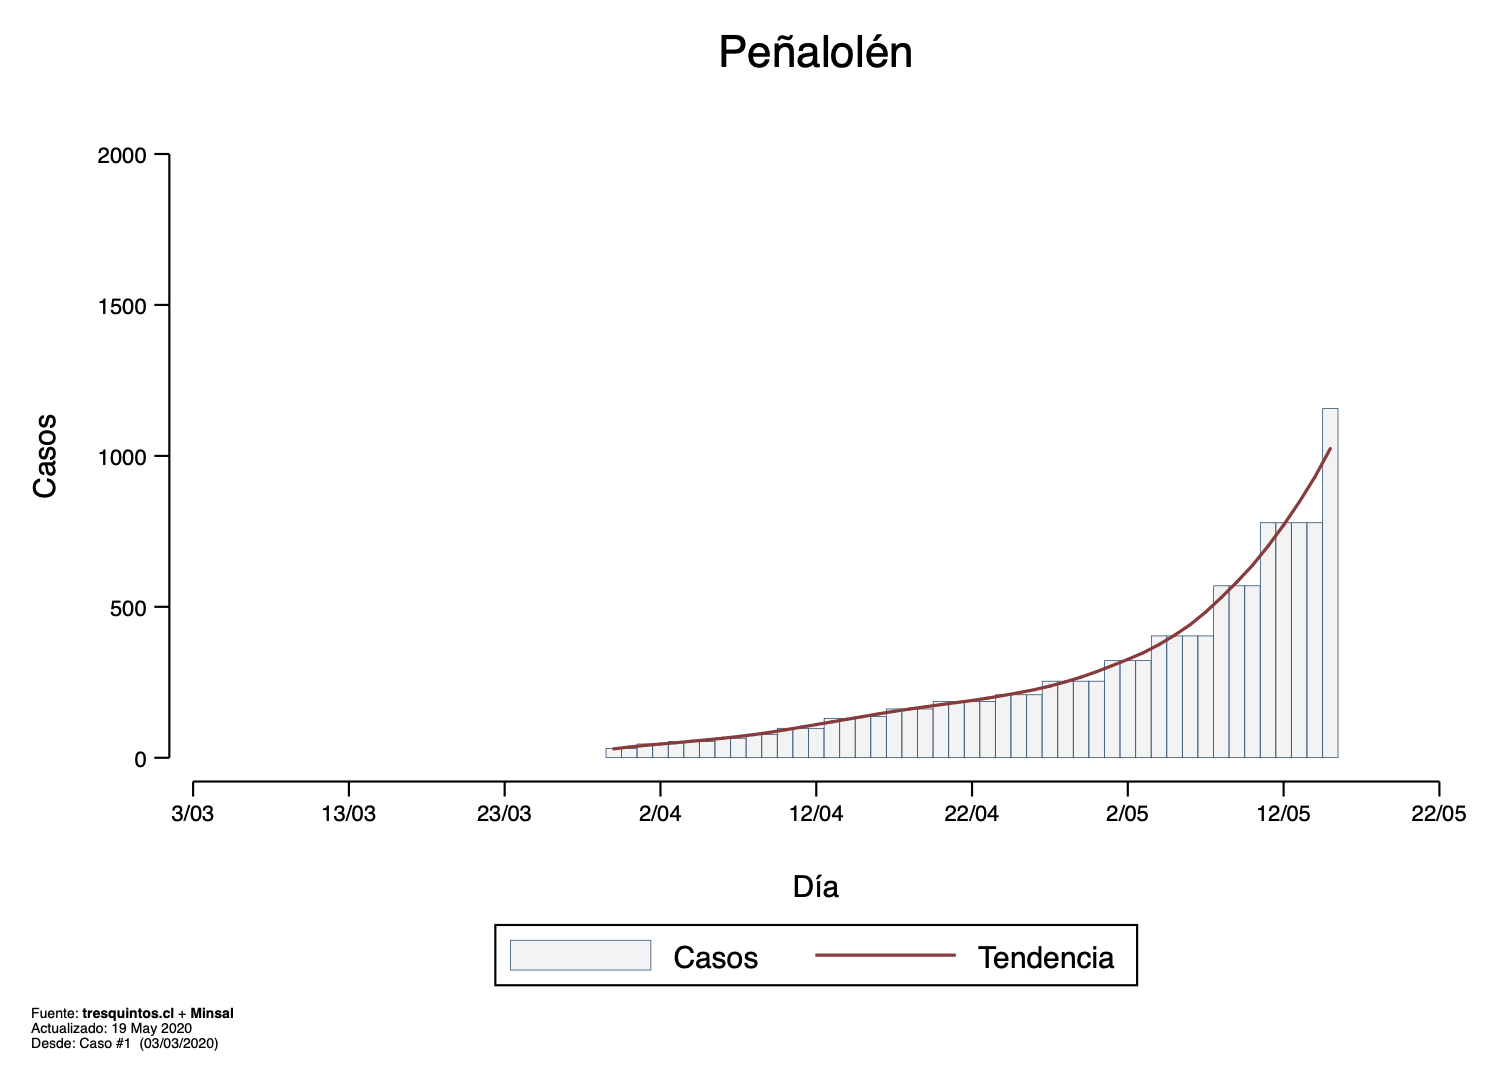 Peñalolén
2000
1500
1000
500
0
Casos
3/03 13/03 23/03 2/04 12/04 22/04 2/05 12/05 22/05
Día
Casos Tendencia
Fuente: tresquintos.cl + Minsal
Actualizado: 19 May 2020
Desde: Caso #1 (03/03/2020)